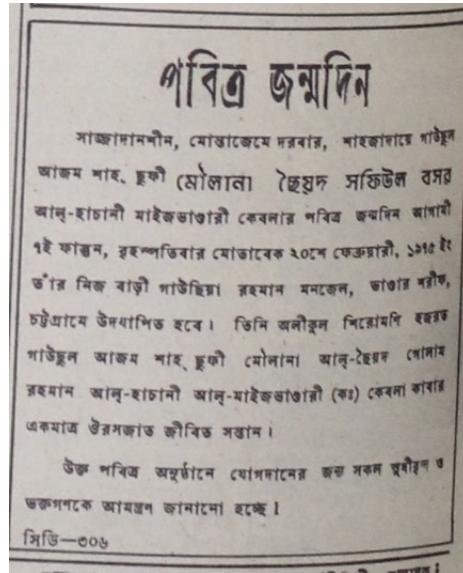 পবিত্র জন্মদিন
সাজ্জাদানশীন, মোন্তাজেমে দরবার, শাহজাদায়ে গাউছুল
আজম শাহ্ ছুফী মৌলানা ছৈয়দ সফিউল বসর
আল্-হাচানী মাইজভাণ্ডারী কেবলার পবিত্র জন্মদিন আগামী
৭ই ফাল্গুন, বৃহস্পতিবার মোতাবেক ২০শে ফেব্রুয়ারী, ১৯৭৫ ইং
তাঁর নিজ বাড়ী গাউছিয়া রহমান মনজেল, ভাণ্ডার শরীফ,
চট্টগ্রামে উদযাপিত হবে। তিনি অলীকুল শিরোমণি হজরত
গাউছুল আজম শাহ্ ছুফী মৌলানা আল্-ছৈয়দ গোলাম
রহমান আল্-হাচানী আল্-মাইজভাণ্ডারী (কঃ) কেবলা কাবার
একমাত্র ঔরসজাত জীবিত সন্তান।
উক্ত পবিত্র অনুষ্ঠানে যোগদানের জন্য সকল মুরীদান ও
ভক্তগণকে আমন্ত্রন জানানো হচ্ছে।
সিডি—৩০৬